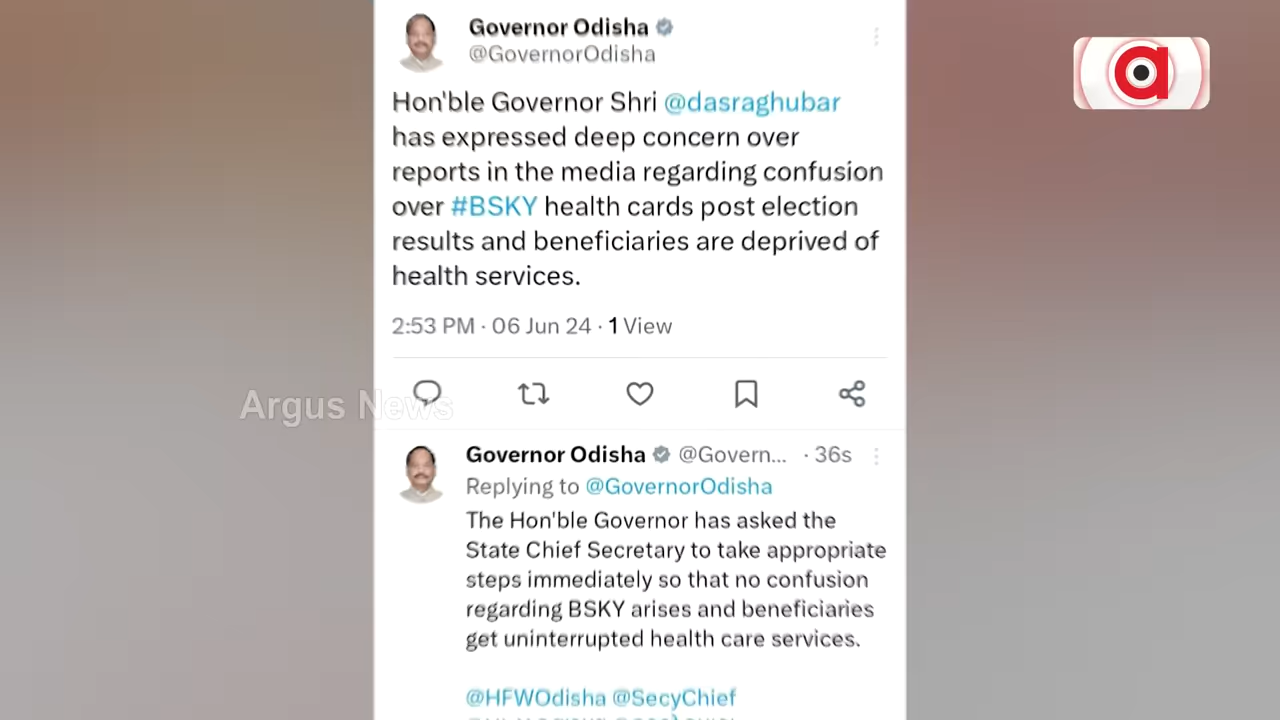 Governor Odisha
@GovernorOdisha
Hon'ble Governor Shri @dasraghubar
has expressed deep concern over
reports in the media regarding confusion
over #BSKY health cards post election
results and beneficiaries are deprived of
health services.
2:53 PM · 06 Jun 24 · 1 View
Argus News
Governor Odisha @Govern... · 36s
Replying to @GovernorOdisha
The Hon'ble Governor has asked the
State Chief Secretary to take appropriate
steps immediately so that no confusion
regarding BSKY arises and beneficiaries
get uninterrupted health care services.
@HFWOdisha @SecyChief
a